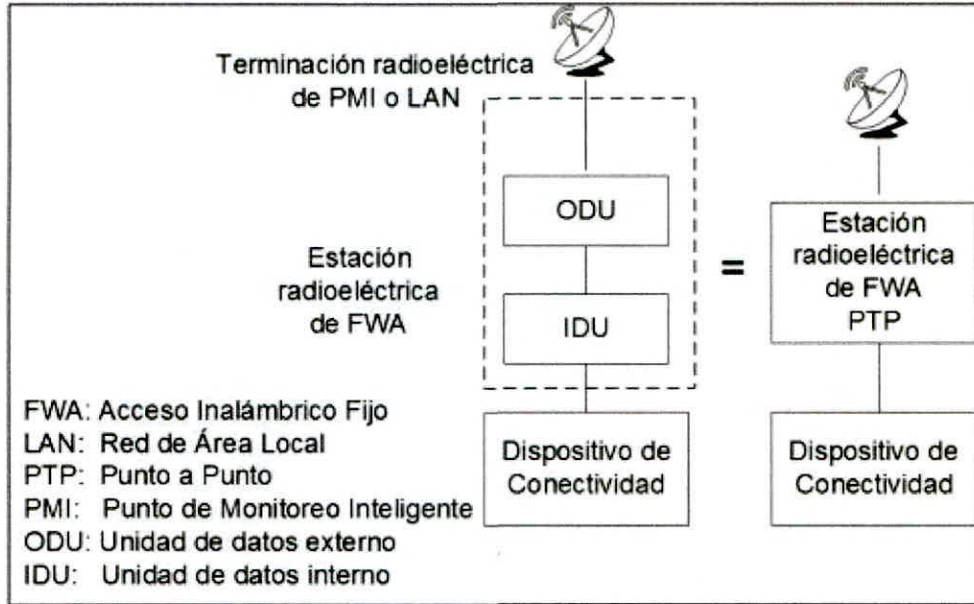 Terminación radioeléctrica
de PMI o LAN
ODU
Estación
radioeléctrica
de FWA
IDU
Dispositivo de
Conectividad
=
Estación
radioeléctrica
de FWA
PTP
Dispositivo de
Conectividad
FWA: Acceso Inalámbrico Fijo
LAN: Red de Área Local
PTP: Punto a Punto
PMI: Punto de Monitoreo Inteligente
ODU: Unidad de datos externo
IDU: Unidad de datos interno